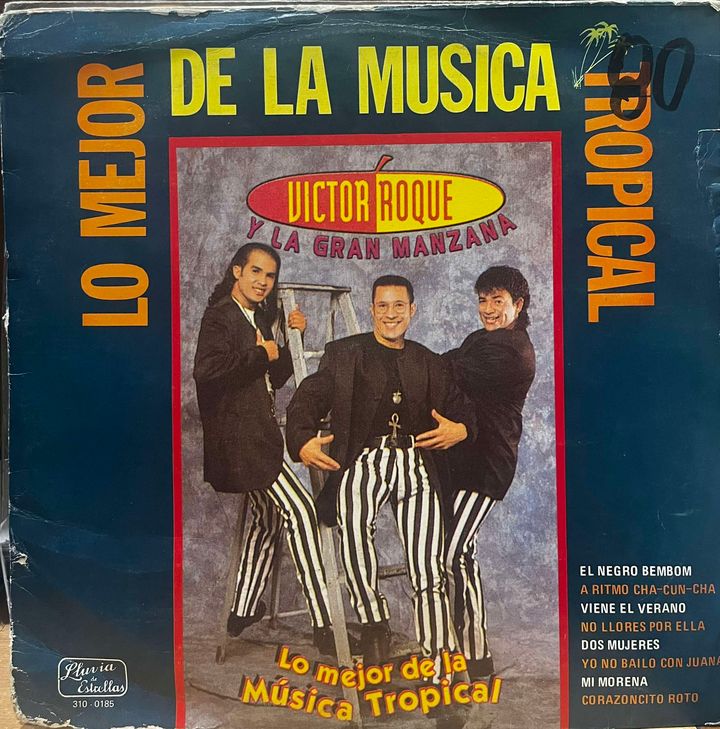 LO MEJOR
DE LA MUSICA
TROPICAL
80
VICTOR ROQUE
Y LA GRAN MANZANA
EL NEGRO BEMBOM
A RITMO CHA-CUN-CHA
VIENE EL VERANO
NO LLORES POR ELLA
DOS MUJERES
YO NO BAILO CON JUANA
MI MORENA
CORAZONCITO ROTO
Lo mejor de la
Música Tropical
Lluvia
de
Estrellas
310 - 0185